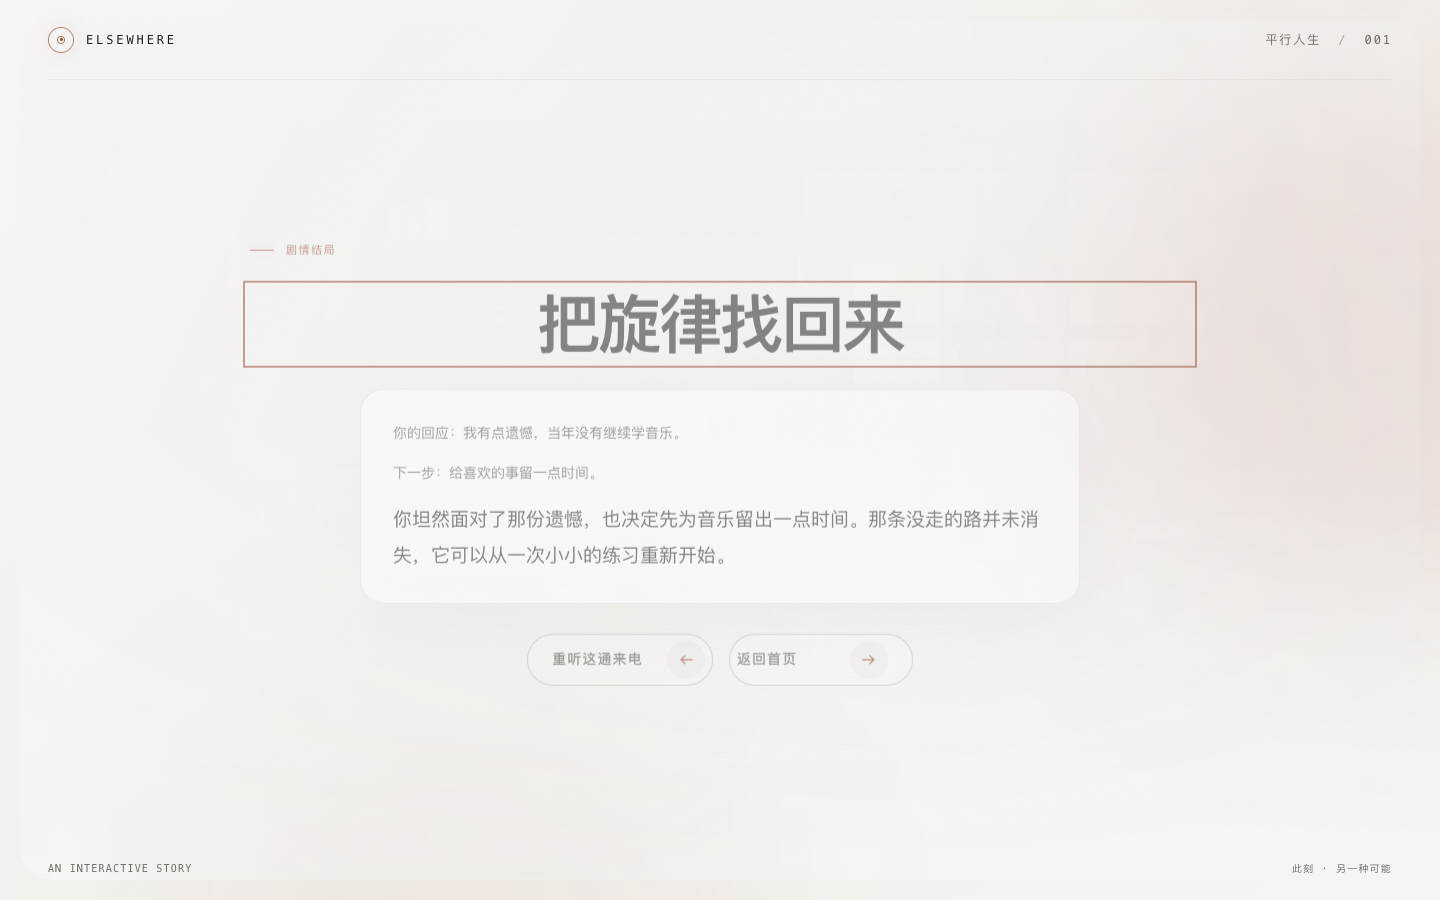 ELSEWHERE
平行人生 / 001
剧情结局
把旋律找回来
你的回应：我有点遗憾，当年没有继续学音乐。
下一步：给喜欢的事留一点时间。
你坦然面对了那份遗憾，也决定先为音乐留出一点时间。那条没走的路并未消
失，它可以从一次小小的练习重新开始。
重听这通来电 ←
返回首页 →
AN INTERACTIVE STORY
此刻 · 另一种可能